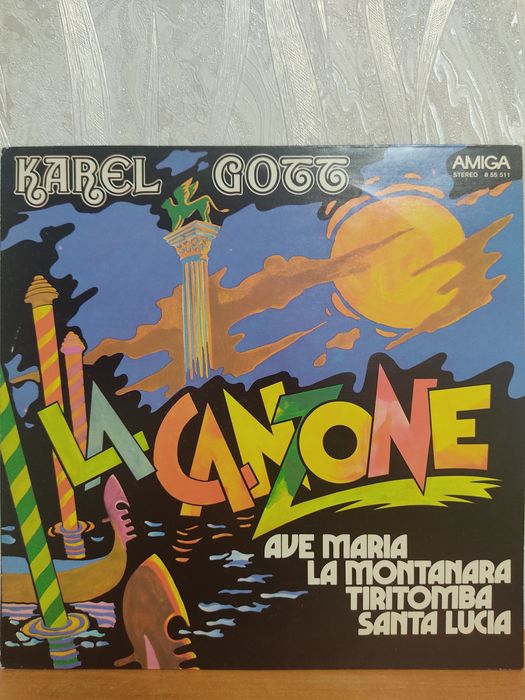 KAREL GOTT
AMIGA
STEREO 8 55 511
LA CANZONE
AVE MARIA
LA MONTANARA
TIRITOMBA
SANTA LUCIA